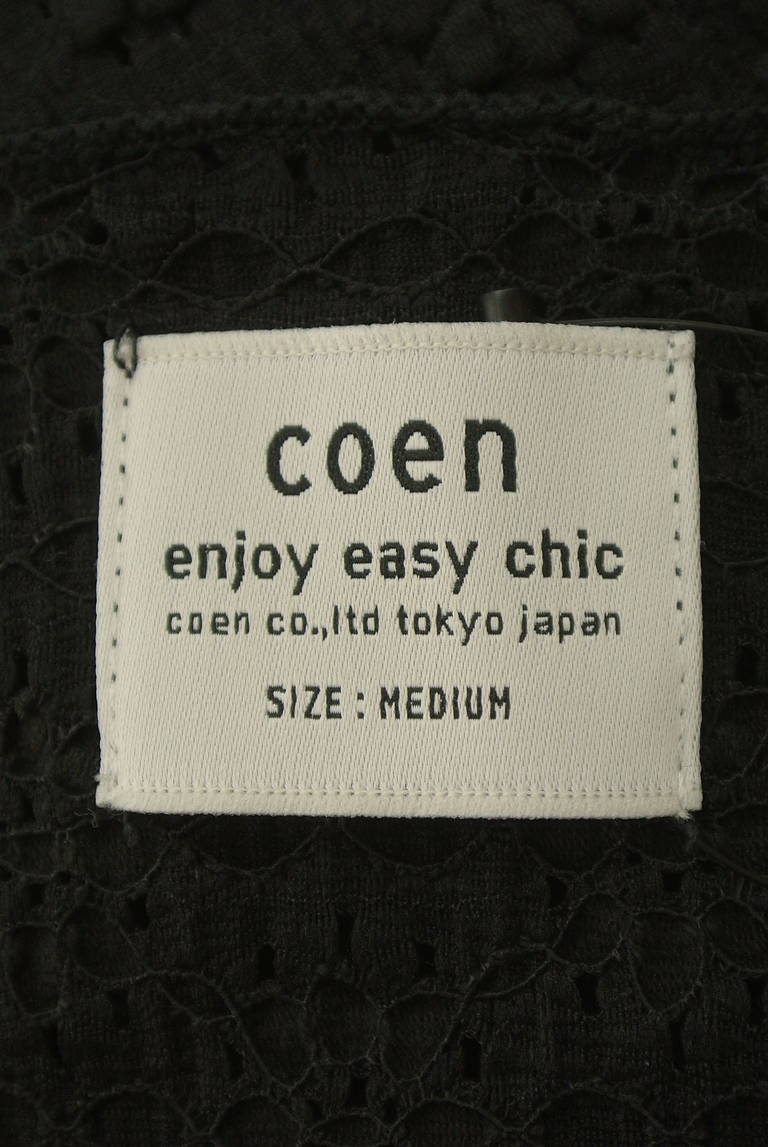 coen
enjoy easy chic
coen co.,ltd tokyo japan
SIZE : MEDIUM